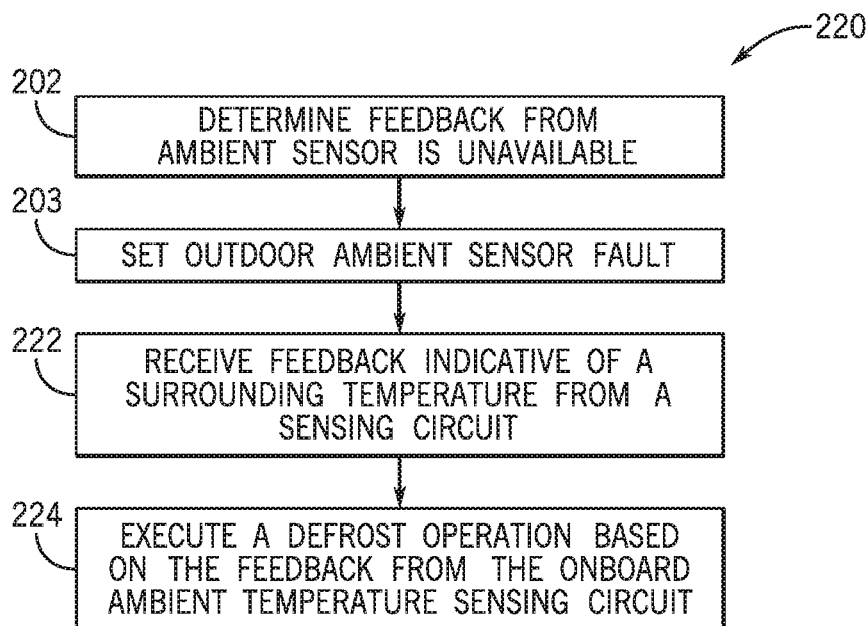 220
202
DETERMINE FEEDBACK FROM
AMBIENT SENSOR IS UNAVAILABLE
203
SET OUTDOOR AMBIENT SENSOR FAULT
222
RECEIVE FEEDBACK INDICATIVE OF A
SURROUNDING TEMPERATURE FROM A
SENSING CIRCUIT
224
EXECUTE A DEFROST OPERATION BASED
ON THE FEEDBACK FROM THE ONBOARD
AMBIENT TEMPERATURE SENSING CIRCUIT